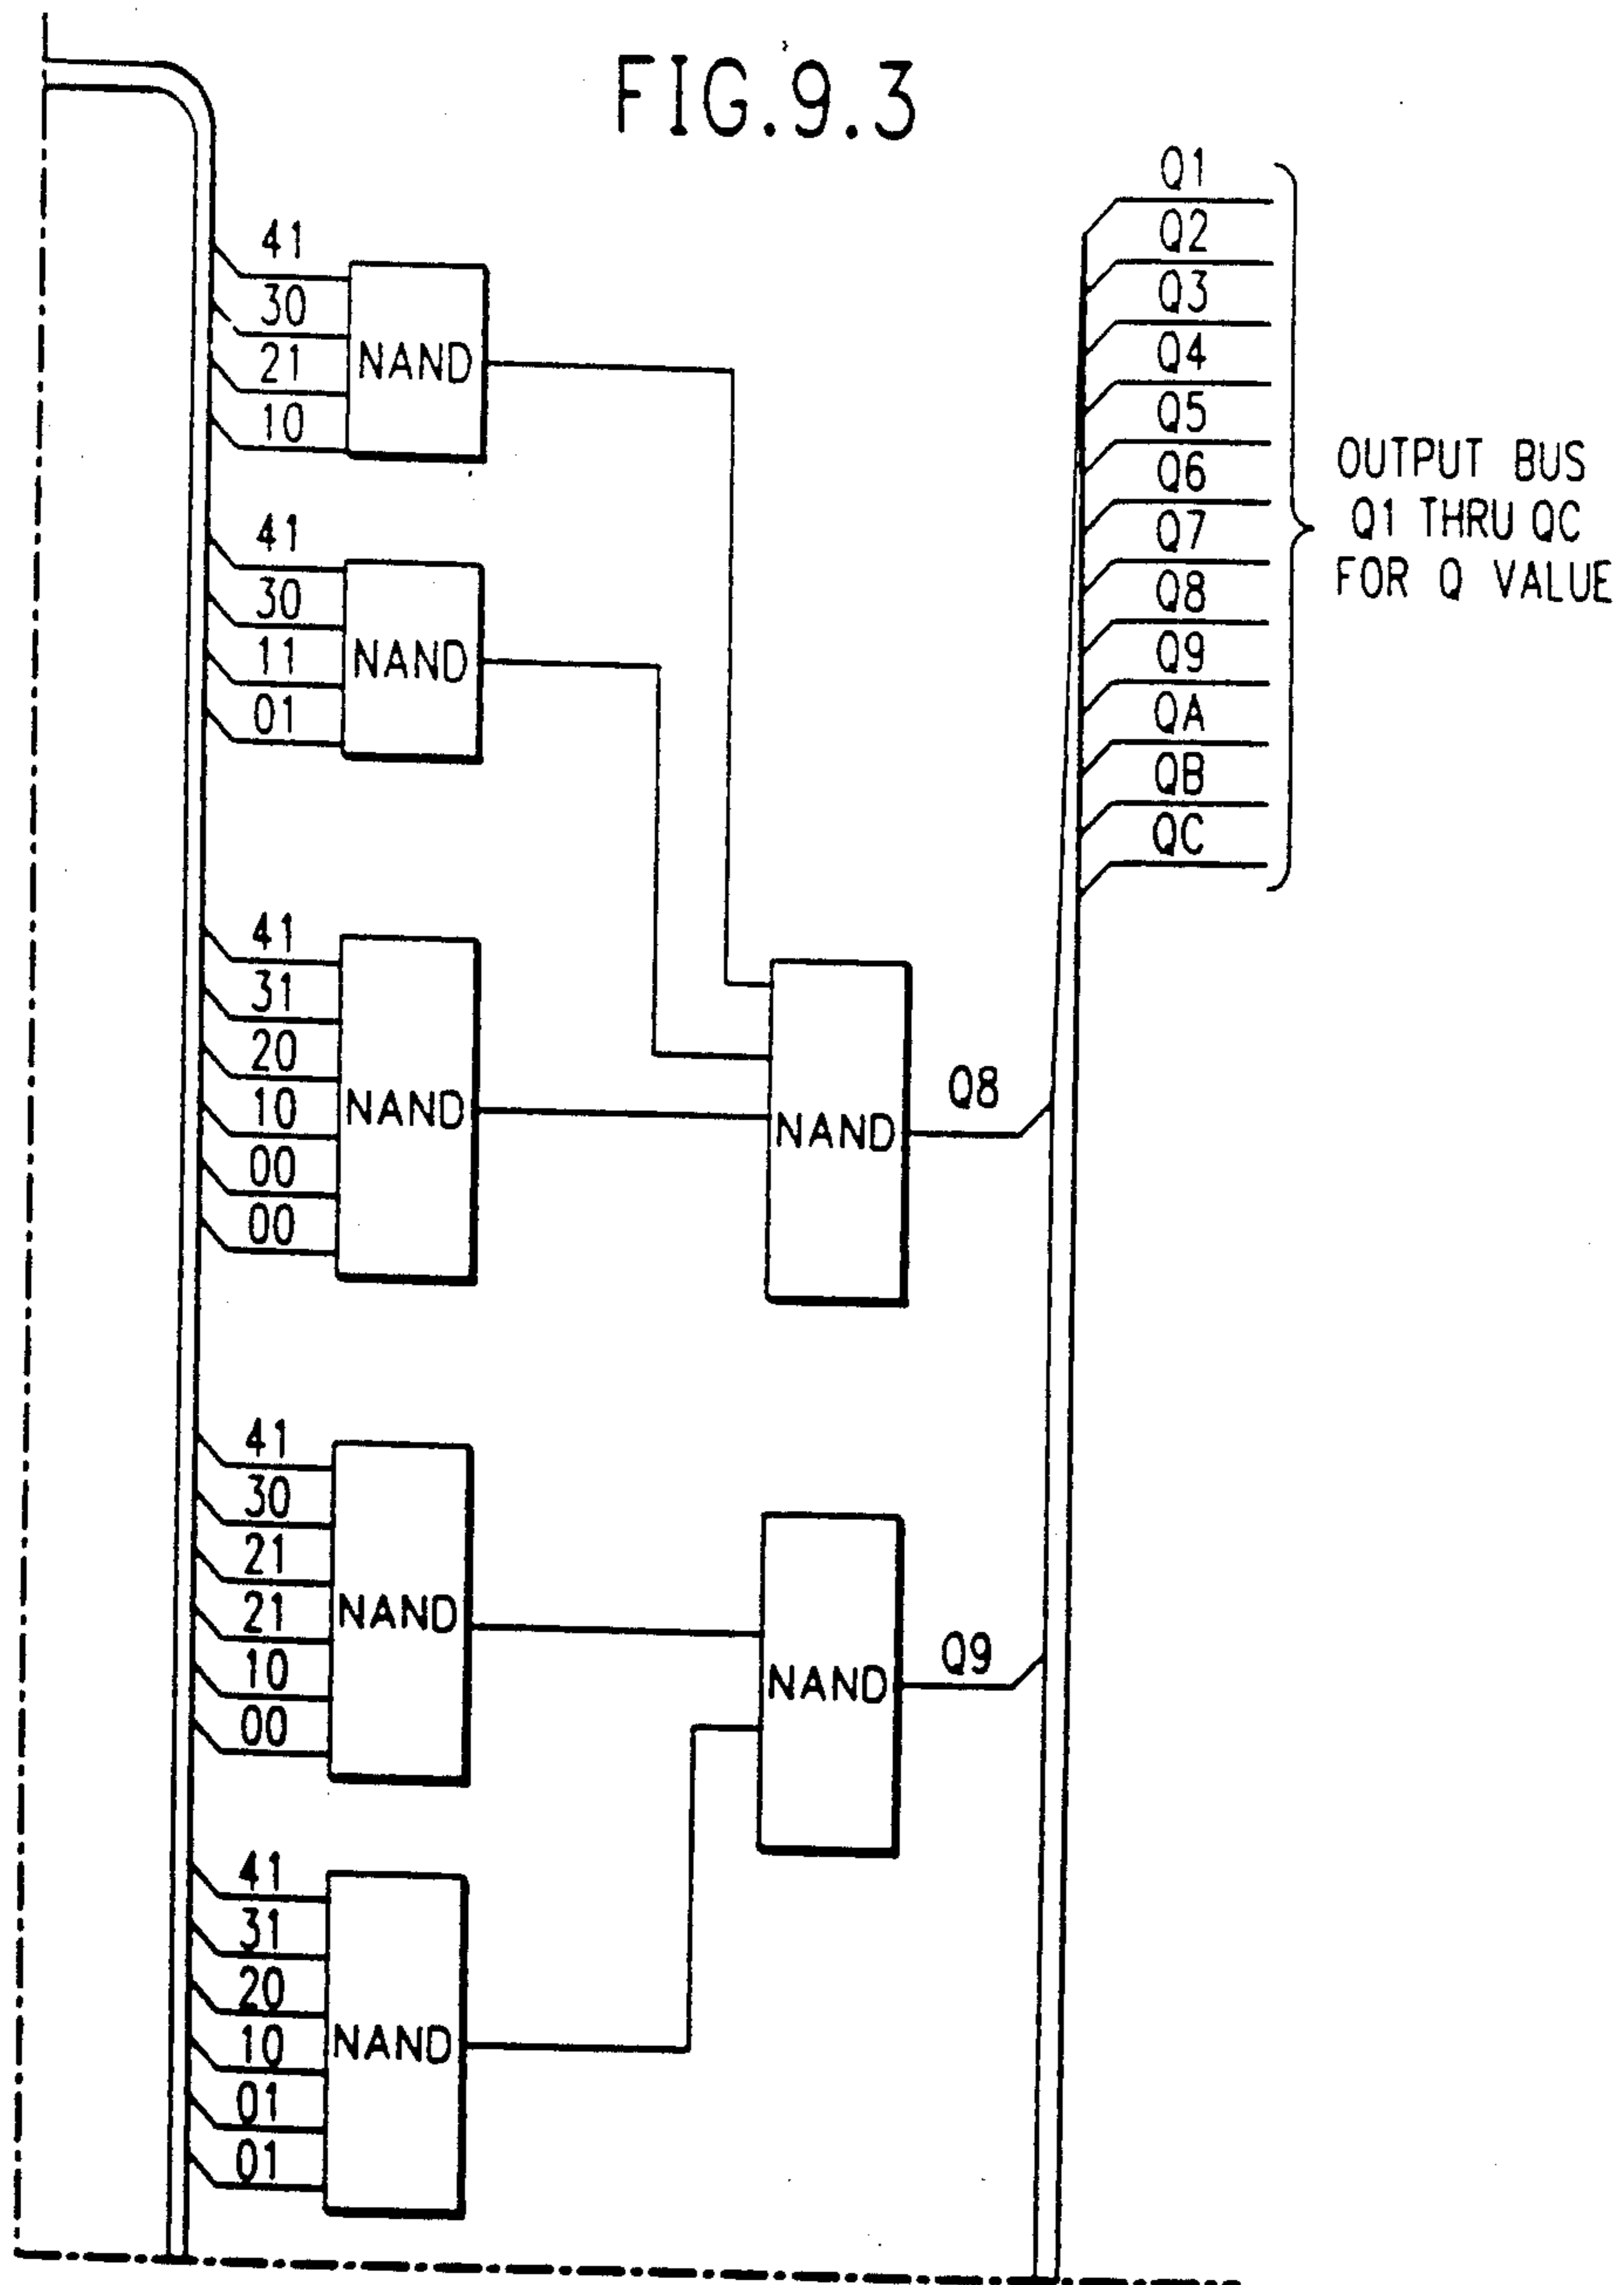 FIG.9.3
Q1
Q2
Q3
Q4
Q5
Q6
Q7
Q8
Q9
QA
QB
QC
OUTPUT BUS
Q1 THRU QC
FOR Q VALUE
41
30
21
10
NAND
41
30
11
01
NAND
41
31
20
10
00
00
NAND
NAND
Q8
41
30
21
21
10
00
NAND
NAND
Q9
41
31
20
10
01
01
NAND